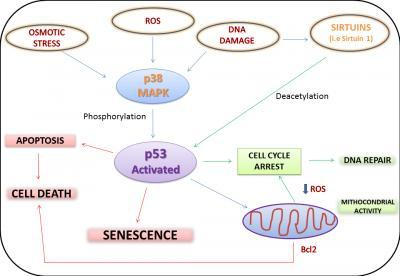 OSMOTIC
STRESS
ROS
DNA
DAMAGE
SIRTUINS
(i.e Sirtuin 1)
p38
MAPK
Phosphorylation
Deacetylation
APOPTOSIS
p53
Activated
CELL CYCLE
ARREST
DNA REPAIR
CELL DEATH
ROS
MITHOCONDRIAL
ACTIVITY
SENESCENCE
Bcl2